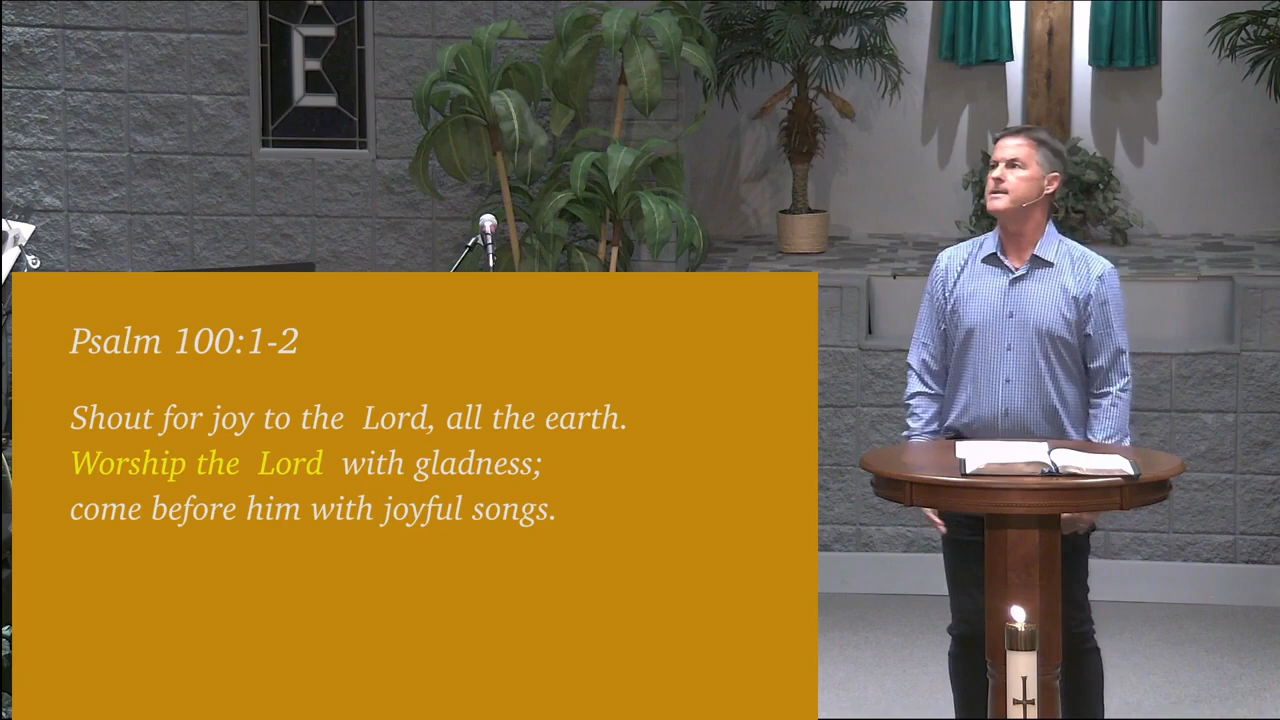 Psalm 100:1-2
Shout for joy to the Lord, all the earth.
Worship the Lord with gladness;
come before him with joyful songs.